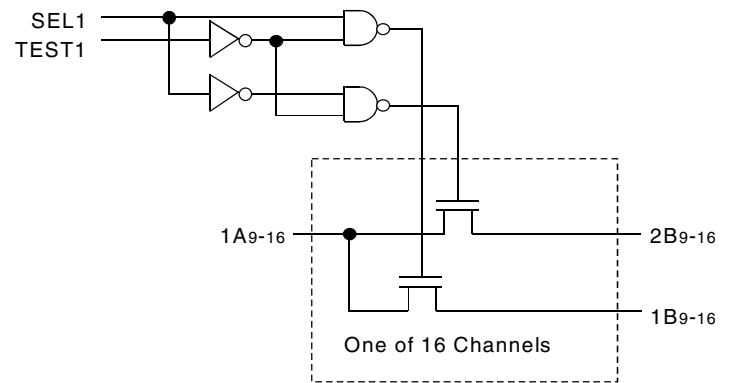 SEL1
TEST1
1A9-16
2B9-16
1B9-16
One of 16 Channels